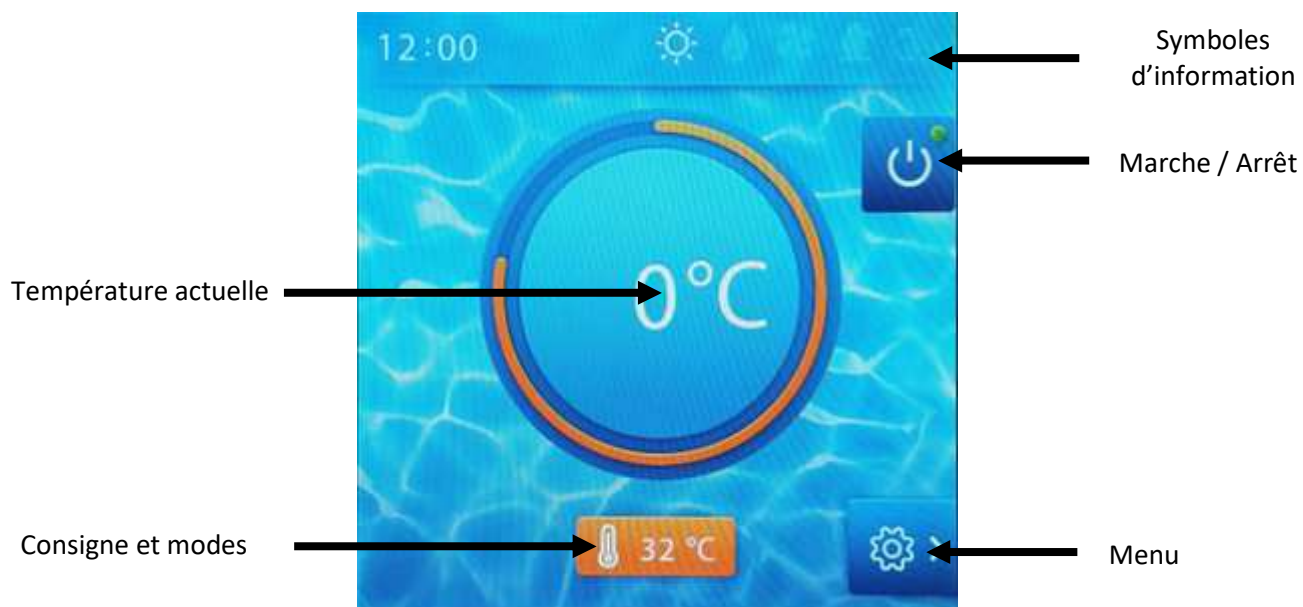 12:00
Symboles
d’information
Marche / Arrêt
0°C
Température actuelle
Consigne et modes
32 °C
Menu